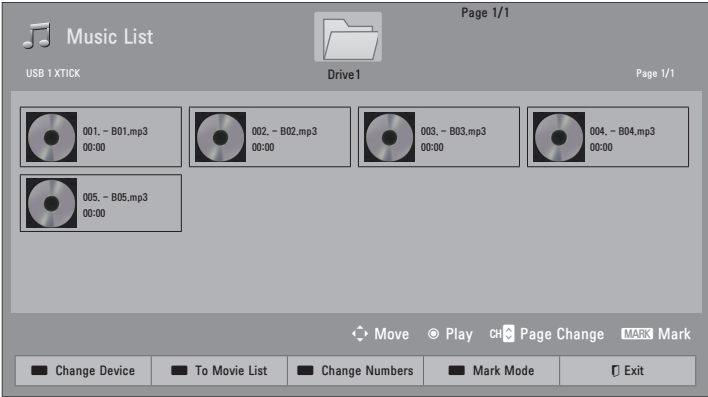 Page 1/1
Music List
Drive1
USB 1 XTICK
Page 1/1
001. - B01.mp3
00:00
002. - B02.mp3
00:00
003. - B03.mp3
00:00
004. - B04.mp3
00:00
005. - B05.mp3
00:00
Move Play CH Page Change MARK Mark
Change Device To Movie List Change Numbers Mark Mode Exit